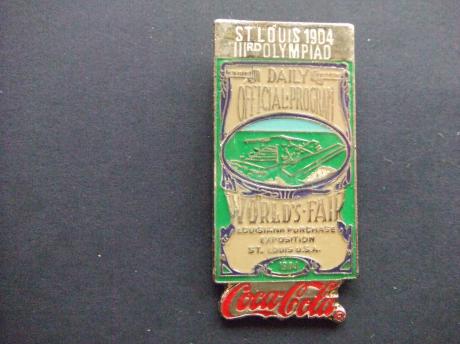 ST. LOUIS 1904
IIIRD OLYMPIAD
DAILY
OFFICIAL·PROGRAM
WORLD'S·FAIR
LOUISIANA PURCHASE
EXPOSITION
ST. LOUIS U.S.A.
1904
Coca-Cola®